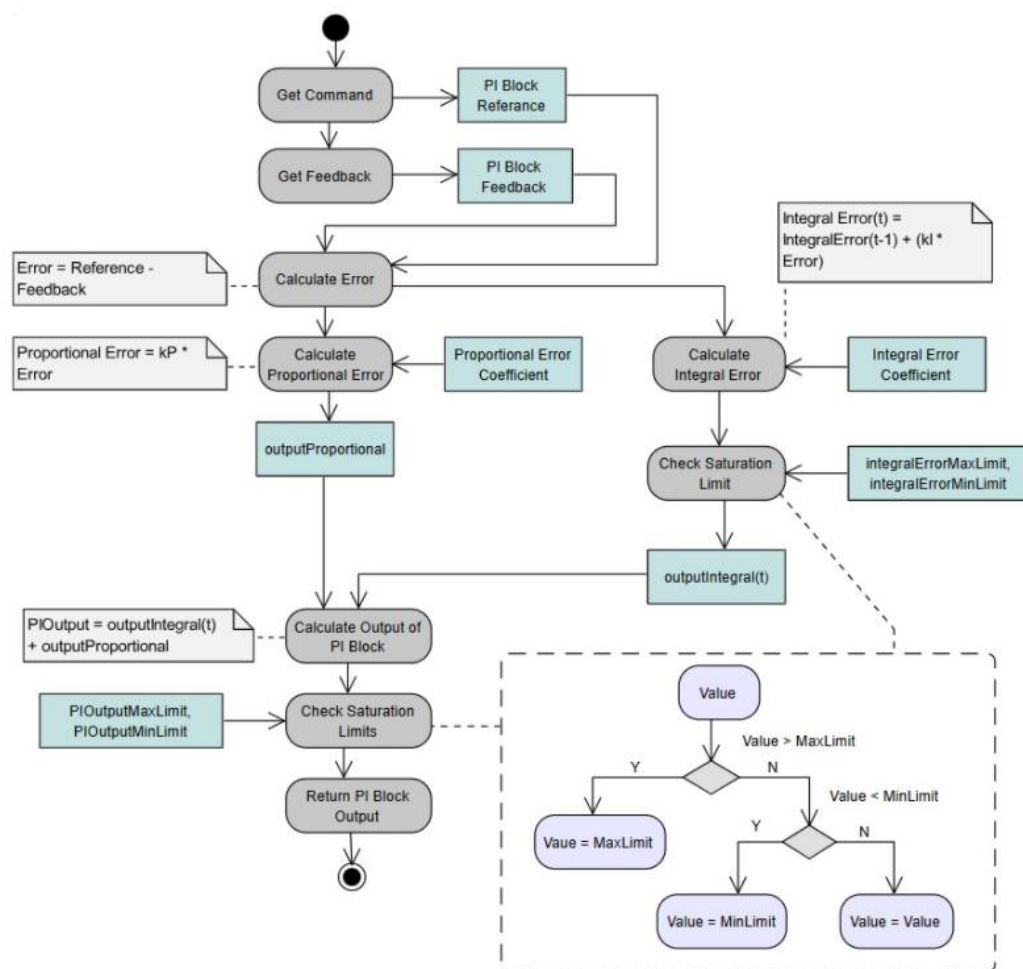 Get Command
PI Block
Referance
Get Feedback
PI Block
Feedback
Integral Error(t) =
IntegralError(t-1) + (kI *
Error)
Error = Reference -
Feedback
Calculate Error
Proportional Error = kP *
Error
Calculate
Proportional Error
Proportional Error
Coefficient
Calculate
Integral Error
Integral Error
Coefficient
outputProportional
Check Saturation
Limit
integralErrorMaxLimit,
integralErrorMinLimit
outputIntegral(t)
PIOutput = outputIntegral(t)
+ outputProportional
Calculate Output of
PI Block
PIOutputMaxLimit,
PIOutputMinLimit
Check Saturation
Limits
Return PI Block
Output
Value
Value > MaxLimit
Y
N
Value < MinLimit
Vaue = MaxLimit
Y
N
Value = MinLimit
Value = Value